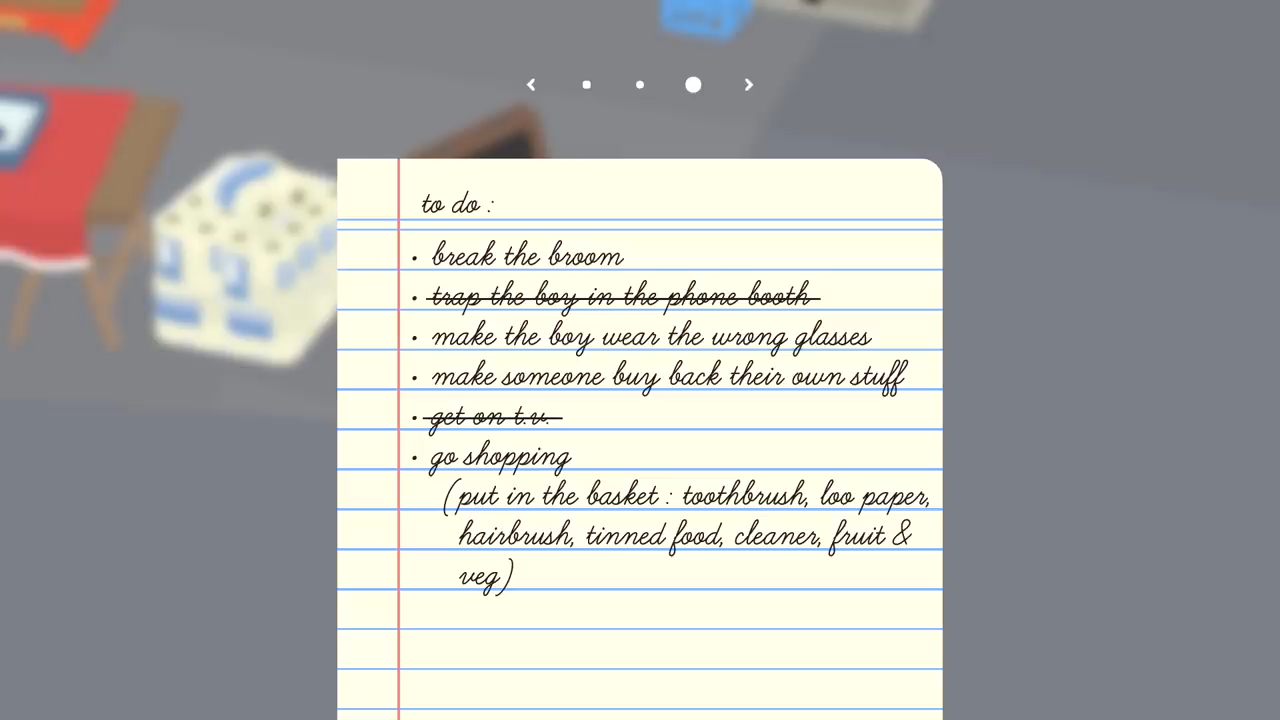 to do :
• break the broom
• trap the boy in the phone booth
• make the boy wear the wrong glasses
• make someone buy back their own stuff
• get on t.v.
• go shopping
(put in the basket : toothbrush, loo paper,
hairbrush, tinned food, cleaner, fruit &
veg)